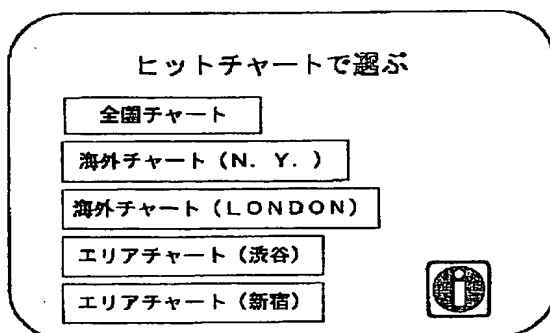 ヒットチャートで選ぶ
全国チャート
海外チャート（N．Y．）
海外チャート（LONDON）
エリアチャート（渋谷）
エリアチャート（新宿）
i